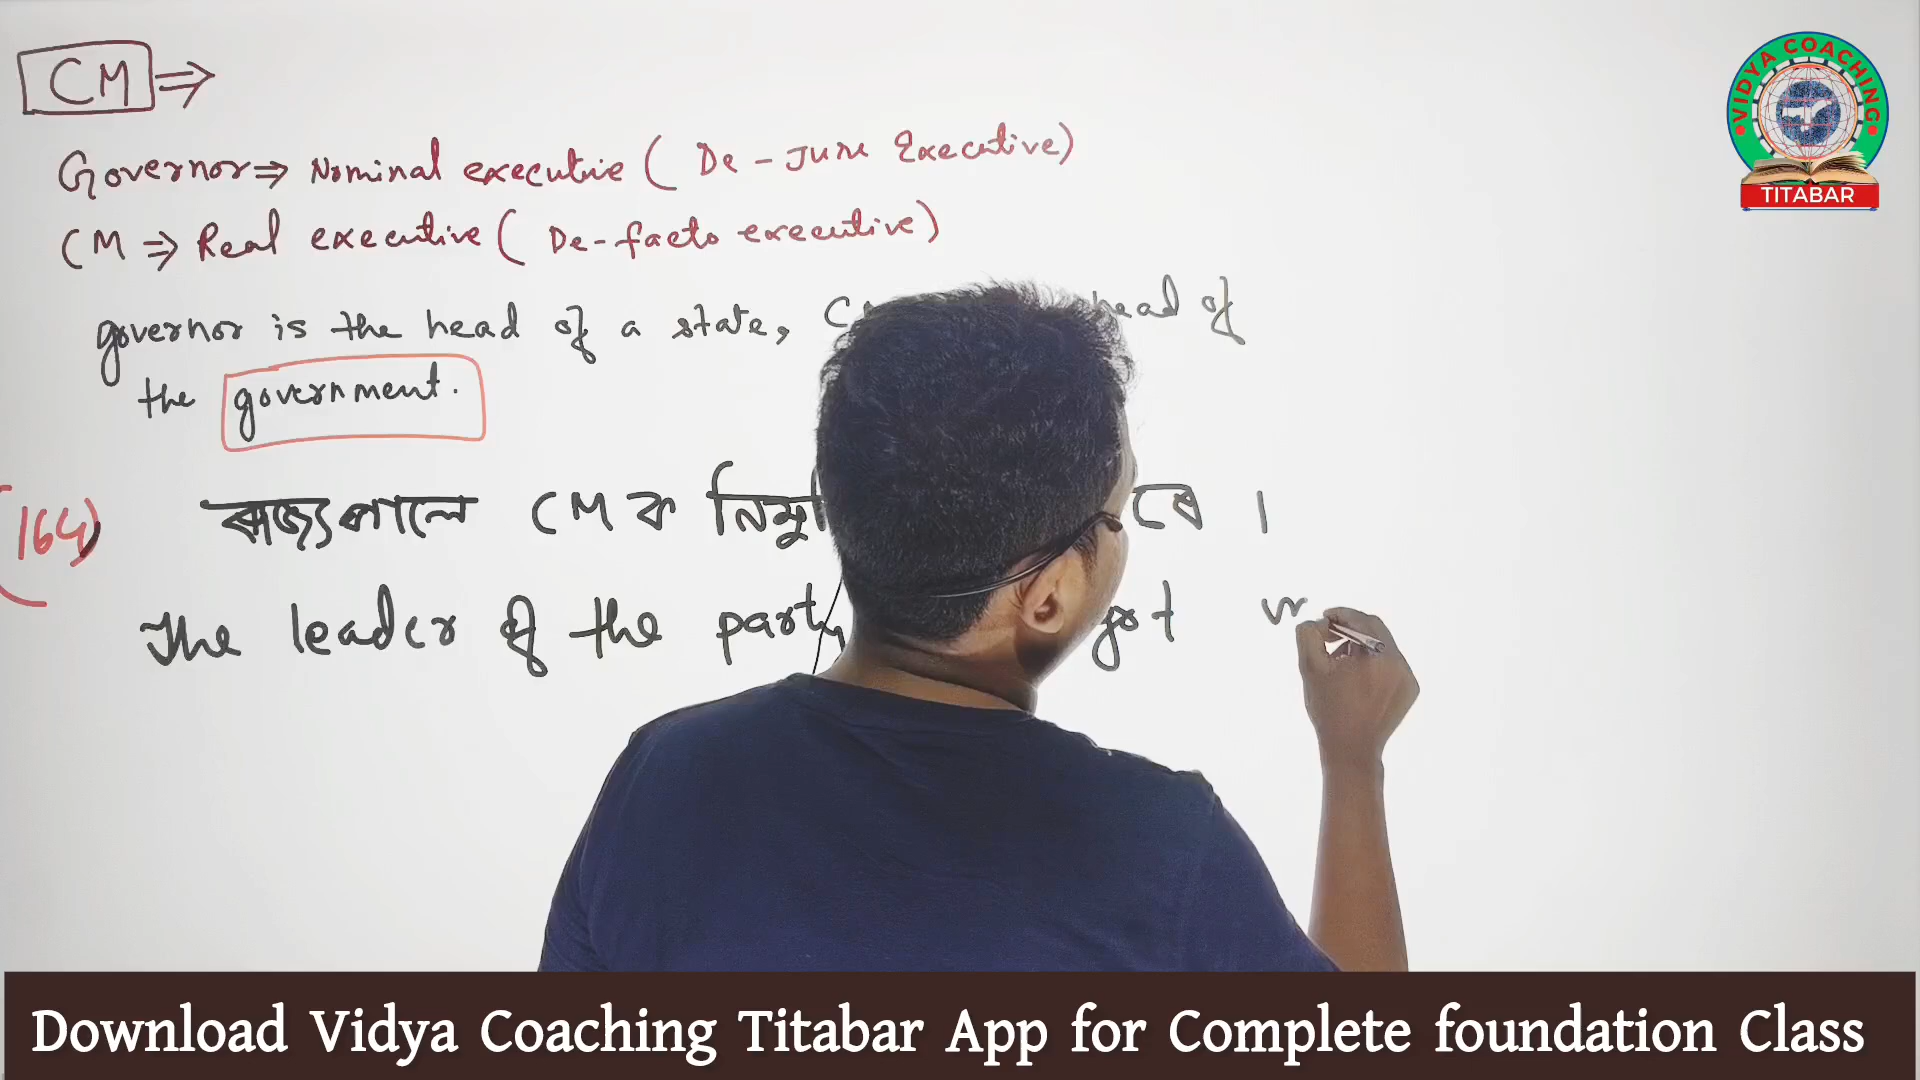 CM ⇒
VIDYA COACHING
TITABAR
Governor ⇒ Nominal executive ( De - Jure Executive)
CM ⇒ Real executive ( De - facto executive)
governor is the head of a state, head of
the government.
(164) ৰাজ্যপালে CM ক ৰে ।
The leader of the party got
Download Vidya Coaching Titabar App for Complete foundation Class